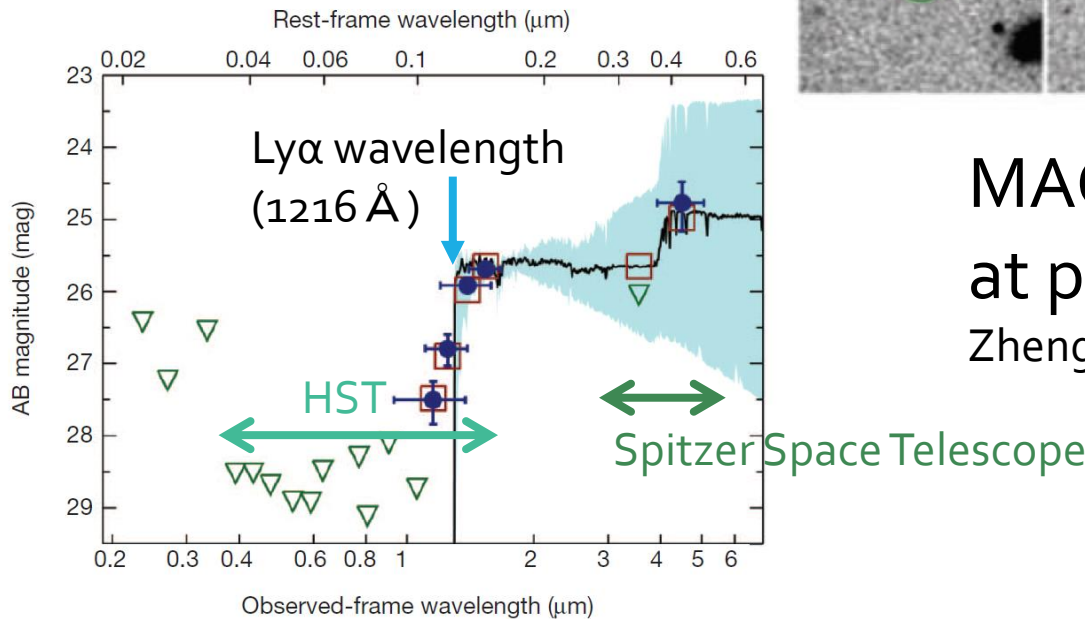 Rest-frame wavelength (μm)
0.02 0.04 0.06 0.1 0.2 0.3 0.4 0.6
23
24
25
26
27
28
29
AB magnitude (mag)
Lyα wavelength
(1216 Å)
HST
Spitzer Space Telescope
0.2 0.3 0.4 0.6 0.8 1 2 3 4 5 6
Observed-frame wavelength (μm)
MAC
at p
Zheng